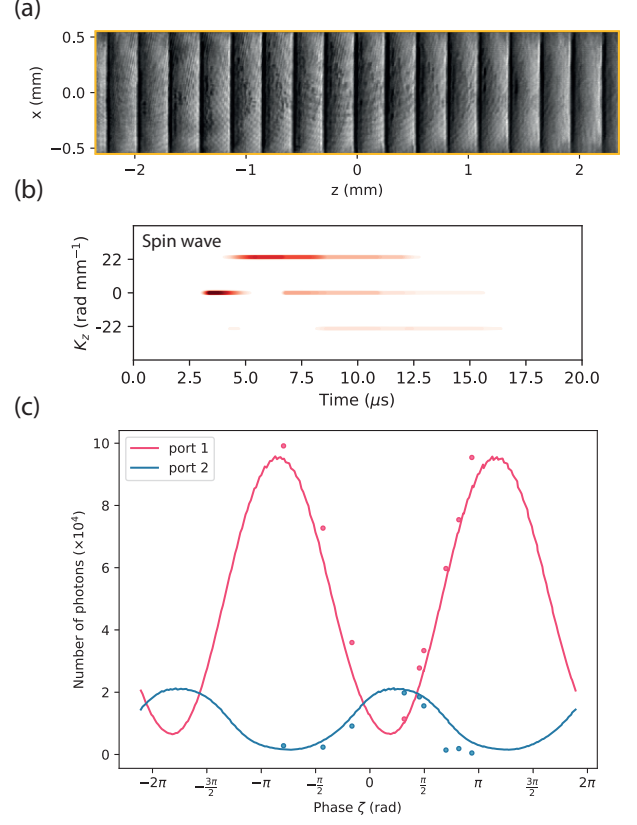 (a)
0.5
0.0
−0.5
x (mm)
−2
−1
0
1
2
z (mm)
(b)
Spin wave
22
0
-22
K_z (rad mm⁻¹)
0.0
2.5
5.0
7.5
10.0
12.5
15.0
17.5
20.0
Time (μs)
(c)
port 1
port 2
10
8
6
4
2
0
Number of photons (×10⁴)
−2π
−3π/2
−π
−π/2
0
π/2
π
3π/2
2π
Phase ζ (rad)